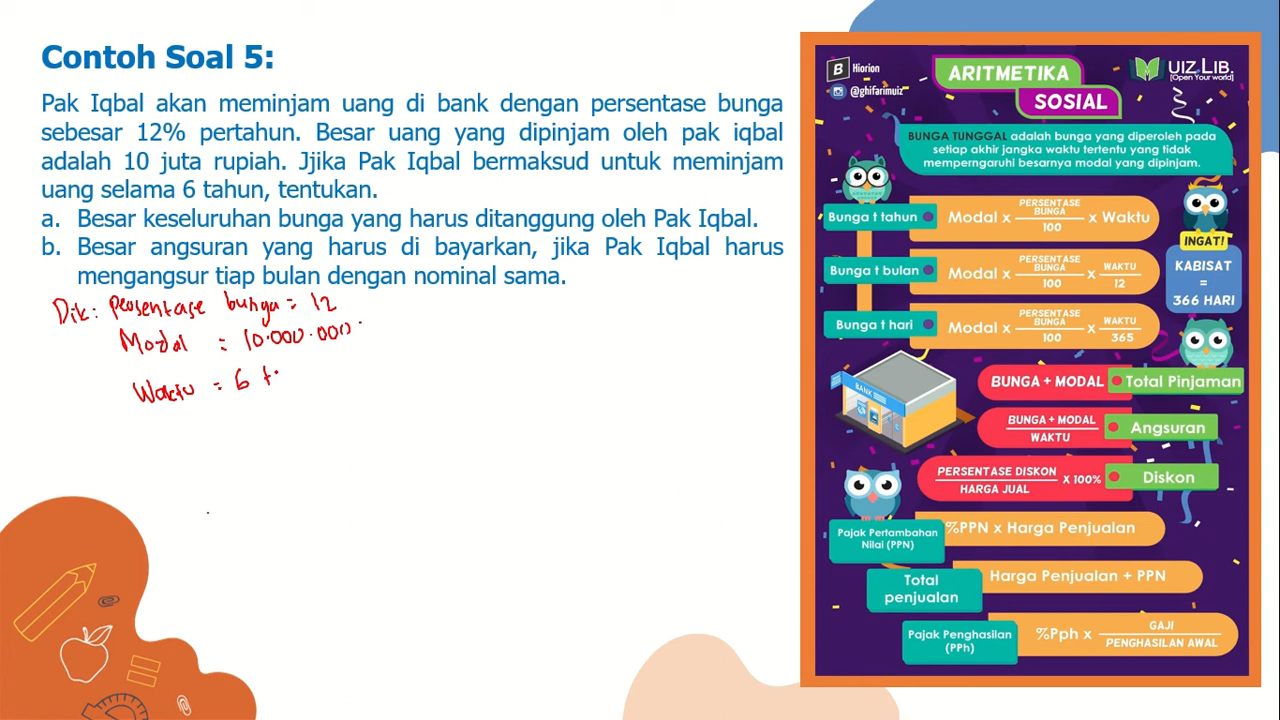 Contoh Soal 5:
Pak Iqbal akan meminjam uang di bank dengan persentase bunga
sebesar 12% pertahun. Besar uang yang dipinjam oleh pak iqbal
adalah 10 juta rupiah. Jjika Pak Iqbal bermaksud untuk meminjam
uang selama 6 tahun, tentukan.
a. Besar keseluruhan bunga yang harus ditanggung oleh Pak Iqbal.
b. Besar angsuran yang harus di bayarkan, jika Pak Iqbal harus
mengangsur tiap bulan dengan nominal sama.
Dik: Persentase bunga = 12
Modal = 10.000.000.
Waktu = 6 t
B Hiorion
@ghifarimuiz
ARITMETIKA
SOSIAL
MUIZ LIB.
[Open Your world]
BUNGA TUNGGAL adalah bunga yang diperoleh pada
setiap akhir jangka waktu tertentu yang tidak
memperngaruhi besarnya modal yang dipinjam.
Bunga t tahun
Modal x PERSENTASE BUNGA / 100 x Waktu
Bunga t bulan
Modal x PERSENTASE BUNGA / 100 x WAKTU / 12
Bunga t hari
Modal x PERSENTASE BUNGA / 100 x WAKTU / 365
INGAT!
KABISAT
=
366 HARI
BANK
BUNGA + MODAL
Total Pinjaman
BUNGA + MODAL / WAKTU
Angsuran
PERSENTASE DISKON / HARGA JUAL X 100%
Diskon
Pajak Pertambahan
Nilai (PPN)
%PPN x Harga Penjualan
Total
penjualan
Harga Penjualan + PPN
Pajak Penghasilan
(PPh)
%Pph x GAJI / PENGHASILAN AWAL